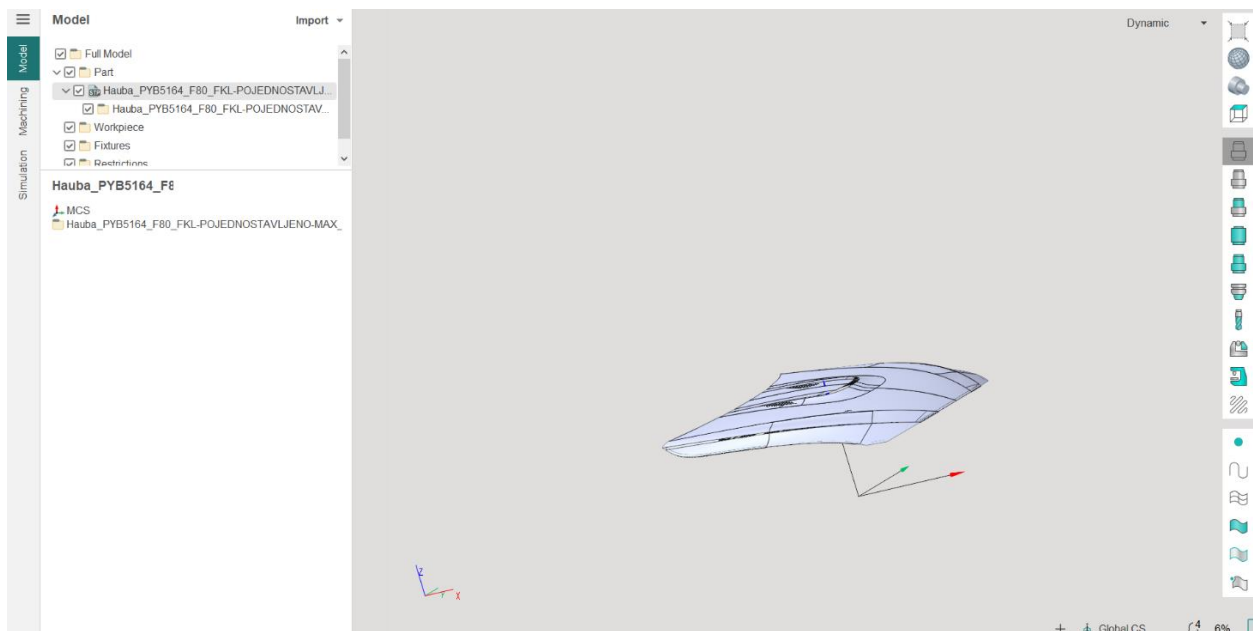 Model
Import
Dynamic
Model
Machining
Simulation
Full Model
Part
Hauba_PYB5164_F80_FKL-POJEDNOSTAVLJ...
Hauba_PYB5164_F80_FKL-POJEDNOSTAV...
Workpiece
Fixtures
Restrictions
Hauba_PYB5164_F8
MCS
Hauba_PYB5164_F80_FKL-POJEDNOSTAVLJENO-MAX_
Z
Y
X
Global CS
4
6%